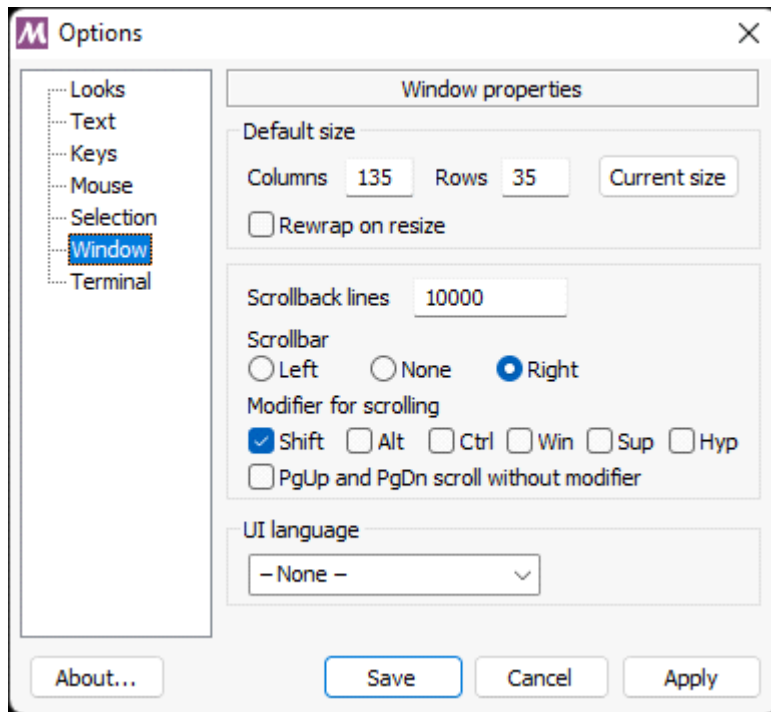 Options
Looks
Text
Keys
Mouse
Selection
Window
Terminal
Window properties
Default size
Columns 135 Rows 35 Current size
Rewrap on resize
Scrollback lines 10000
Scrollbar
Left None Right
Modifier for scrolling
Shift Alt Ctrl Win Sup Hyp
PgUp and PgDn scroll without modifier
UI language
– None –
About... Save Cancel Apply